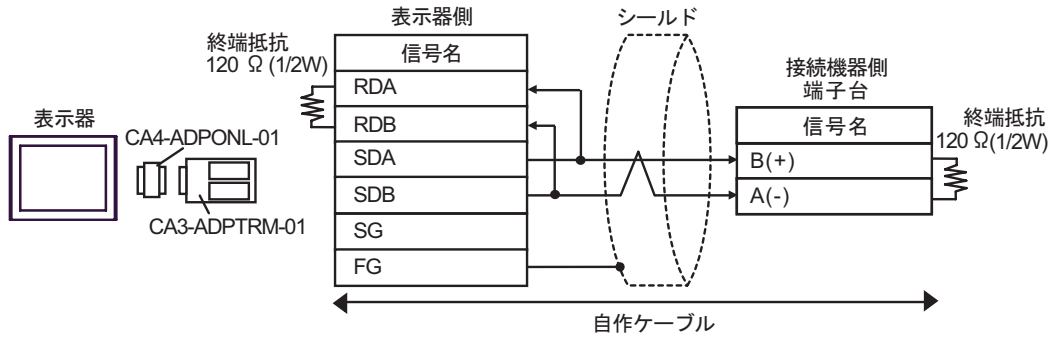 表示器側
シールド
終端抵抗
120 Ω (1/2W)
信号名
接続機器側
端子台
表示器
RDA
RDB
CA4-ADPONL-01
SDA
SDB
CA3-ADPTRM-01
SG
FG
信号名
終端抵抗
120 Ω(1/2W)
B(+)
A(-)
自作ケーブル